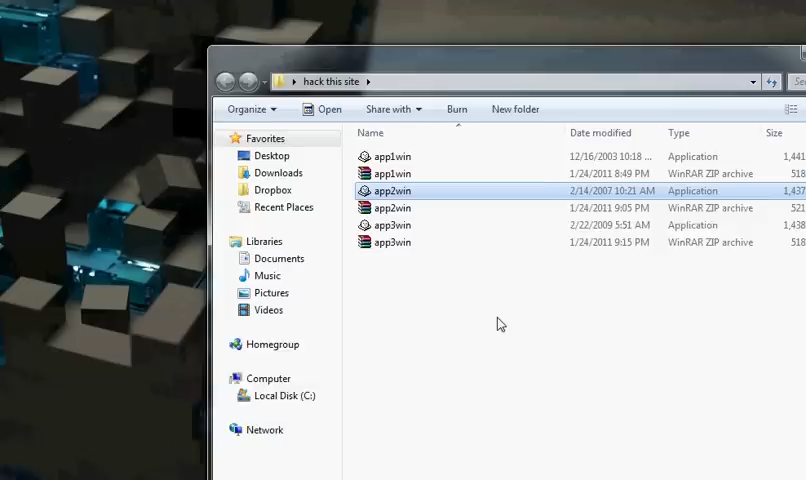 hack this site
Organize
Open
Share with
Burn
New folder
Favorites
Desktop
Downloads
Dropbox
Recent Places
Libraries
Documents
Music
Pictures
Videos
Homegroup
Computer
Local Disk (C:)
Network
Name Date modified Type Size
app1win 12/16/2003 10:18 ... Application 1,441
app1win 1/24/2011 8:49 PM WinRAR ZIP archive 518
app2win 2/14/2007 10:21 AM Application 1,437
app2win 1/24/2011 9:05 PM WinRAR ZIP archive 521
app3win 2/22/2009 5:51 AM Application 1,438
app3win 1/24/2011 9:15 PM WinRAR ZIP archive 518